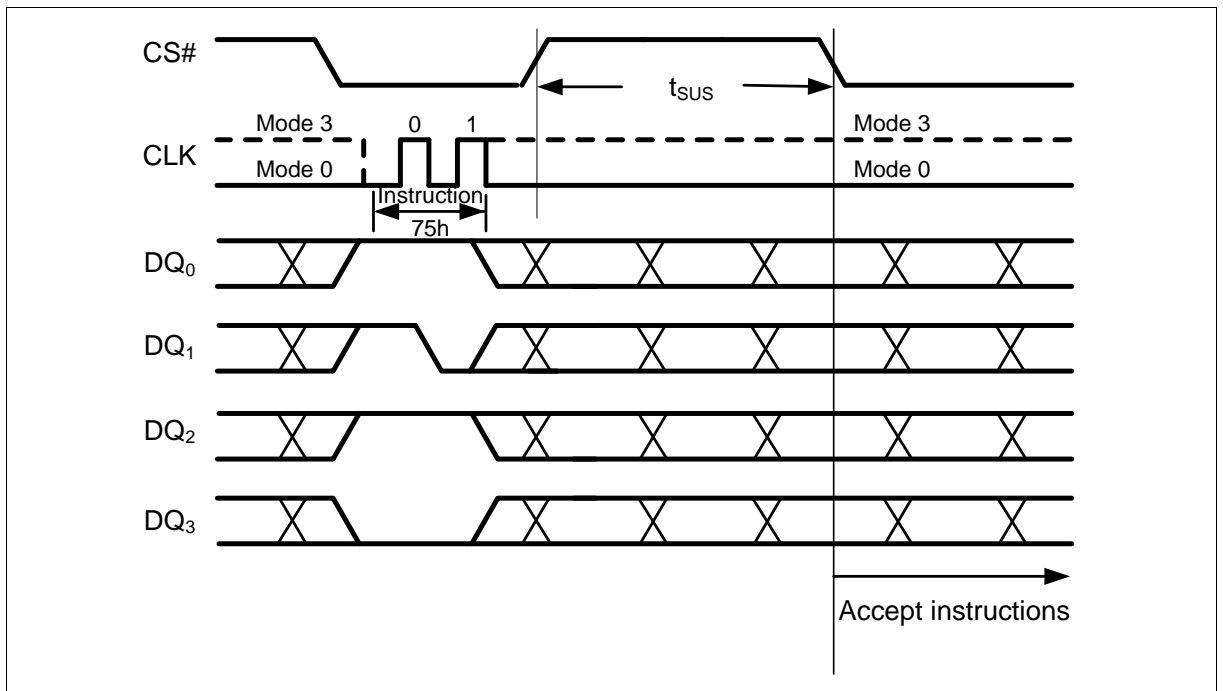 CS#
tSUS
Mode 3 0 1 Mode 3
CLK
Mode 0 Mode 0
Instruction
75h
DQ0
DQ1
DQ2
DQ3
Accept instructions